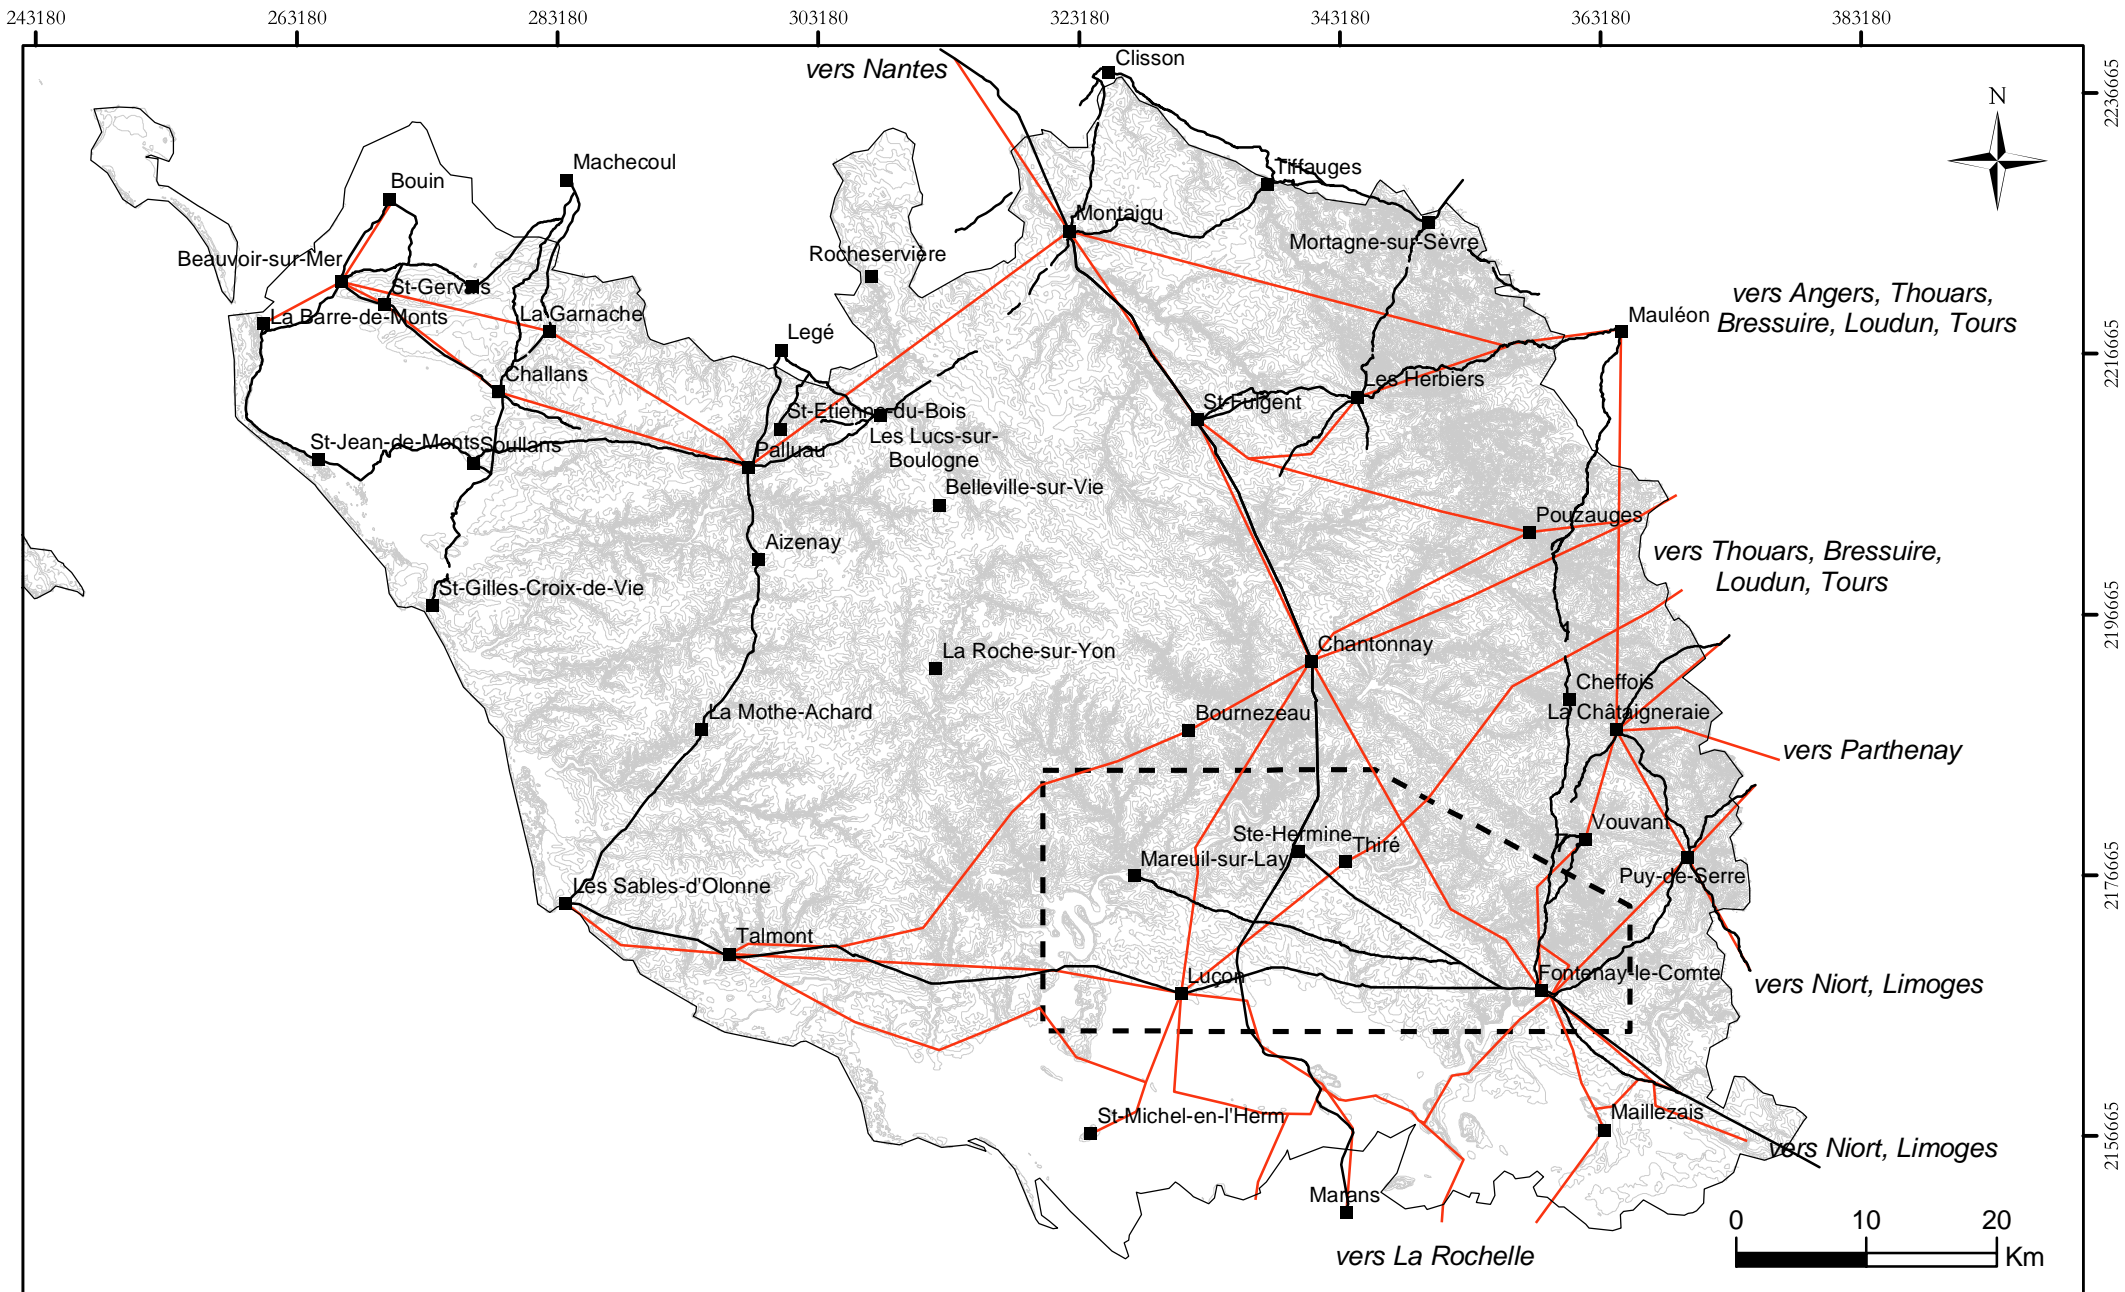 243180
263180
283180
303180
323180
343180
363180
383180
vers Nantes
Clisson
2236665
N
Machecoul
Tiffauges
Bouin
Montaigu
Mortagne-sur-Sèvre
Rocheservière
Beauvoir-sur-Mer
St-Gervais
vers Angers, Thouars,
Bressuire, Loudun, Tours
La Barre-de-Monts
La Garnache
Mauléon
Legé
2216665
Challans
Les Herbiers
St-Etienne-du-Bois
St-Fulgent
St-Jean-de-Monts
Soullans
Palluau
Les Lucs-sur-
Boulogne
Belleville-sur-Vie
Pouzauges
Aizenay
vers Thouars, Bressuire,
Loudun, Tours
St-Gilles-Croix-de-Vie
2196665
La Roche-sur-Yon
Chantonnay
Cheffois
La Mothe-Achard
Bournezeau
La Châtaigneraie
vers Parthenay
Vouvant
Ste-Hermine
Thiré
Mareuil-sur-Lay
Puy-de-Serre
2176665
Les Sables-d'Olonne
Talmont
Luçon
Fontenay-le-Comte
vers Niort, Limoges
St-Michel-en-l'Herm
Maillezais
2156665
vers Niort, Limoges
Marans
0
10
20
Km
vers La Rochelle